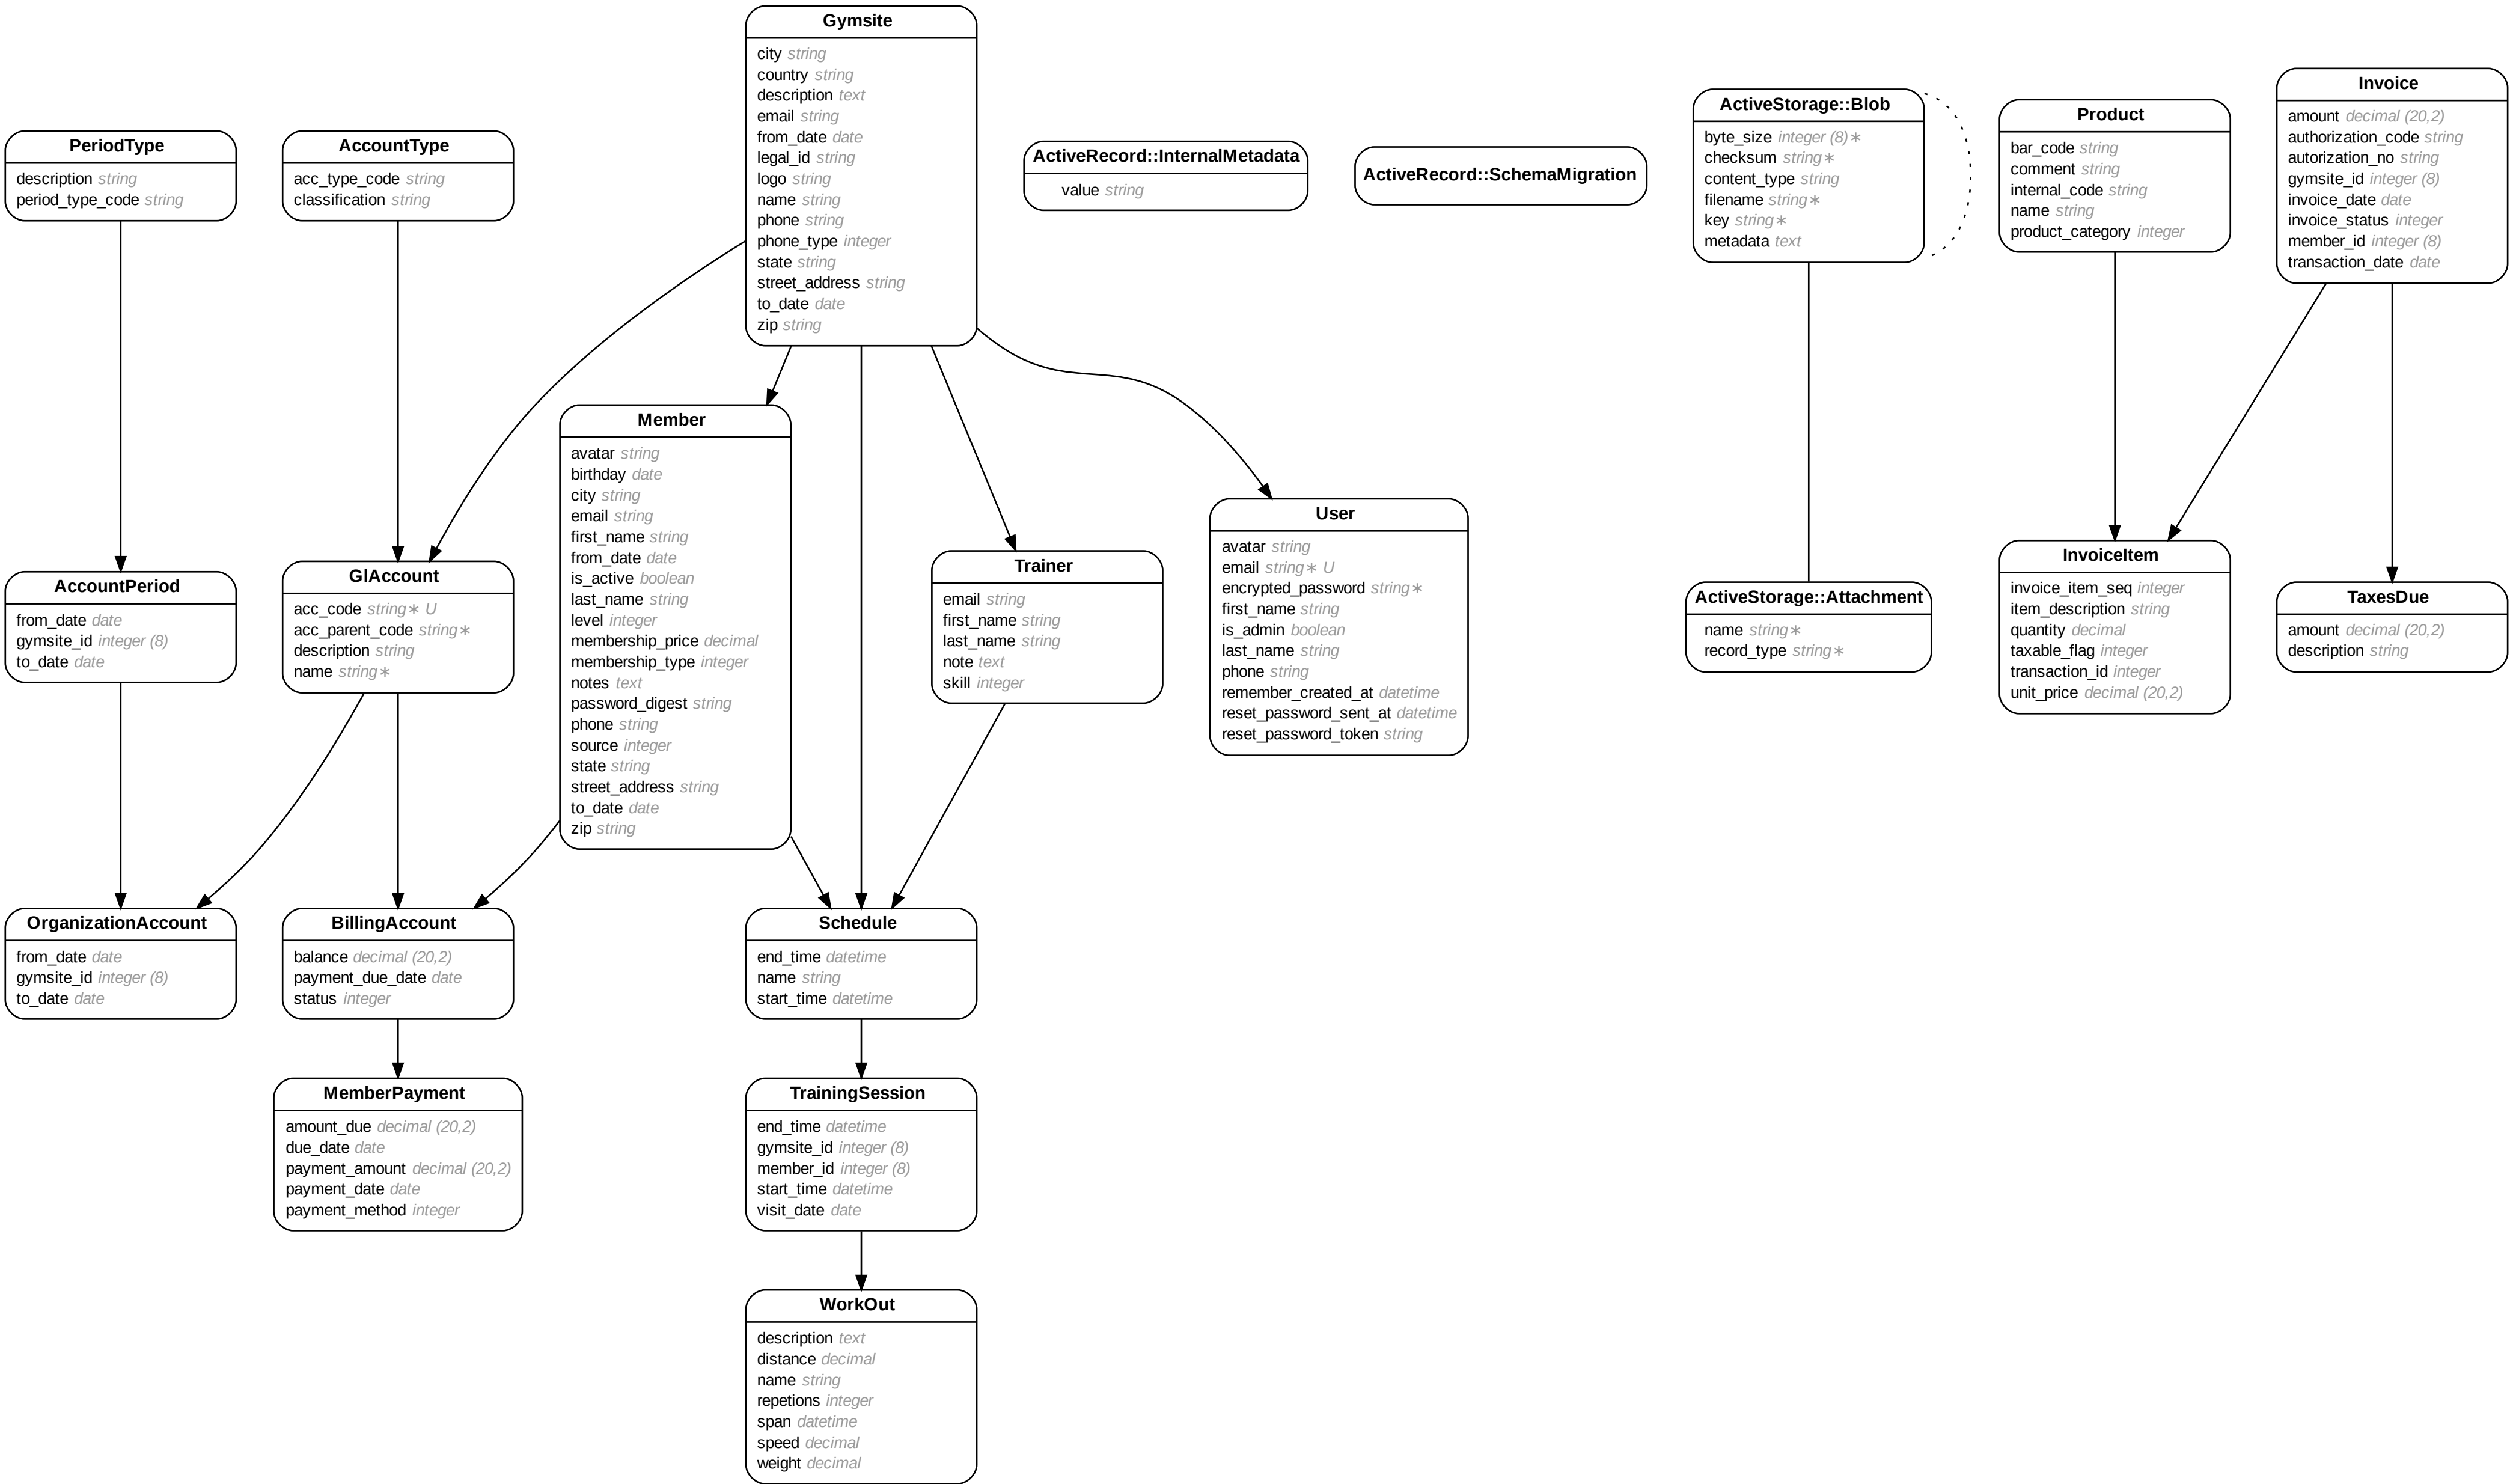 Gymsite
city string
country string
description text
email string
from_date date
legal_id string
logo string
name string
phone string
phone_type integer
state string
street_address string
to_date date
zip string
PeriodType
description string
period_type_code string
AccountType
acc_type_code string
classification string
ActiveRecord::InternalMetadata
value string
ActiveRecord::SchemaMigration
ActiveStorage::Blob
byte_size integer (8)∗
checksum string∗
content_type string
filename string∗
key string∗
metadata text
Product
bar_code string
comment string
internal_code string
name string
product_category integer
Invoice
amount decimal (20,2)
authorization_code string
autorization_no string
gymsite_id integer (8)
invoice_date date
invoice_status integer
member_id integer (8)
transaction_date date
Member
avatar string
birthday date
city string
email string
first_name string
from_date date
is_active boolean
last_name string
level integer
membership_price decimal
membership_type integer
notes text
password_digest string
phone string
source integer
state string
street_address string
to_date date
zip string
AccountPeriod
from_date date
gymsite_id integer (8)
to_date date
GlAccount
acc_code string∗ U
acc_parent_code string∗
description string
name string∗
Trainer
email string
first_name string
last_name string
note text
skill integer
User
avatar string
email string∗ U
encrypted_password string∗
first_name string
is_admin boolean
last_name string
phone string
remember_created_at datetime
reset_password_sent_at datetime
reset_password_token string
ActiveStorage::Attachment
name string∗
record_type string∗
InvoiceItem
invoice_item_seq integer
item_description string
quantity decimal
taxable_flag integer
transaction_id integer
unit_price decimal (20,2)
TaxesDue
amount decimal (20,2)
description string
OrganizationAccount
from_date date
gymsite_id integer (8)
to_date date
BillingAccount
balance decimal (20,2)
payment_due_date date
status integer
Schedule
end_time datetime
name string
start_time datetime
MemberPayment
amount_due decimal (20,2)
due_date date
payment_amount decimal (20,2)
payment_date date
payment_method integer
TrainingSession
end_time datetime
gymsite_id integer (8)
member_id integer (8)
start_time datetime
visit_date date
WorkOut
description text
distance decimal
name string
repetions integer
span datetime
speed decimal
weight decimal